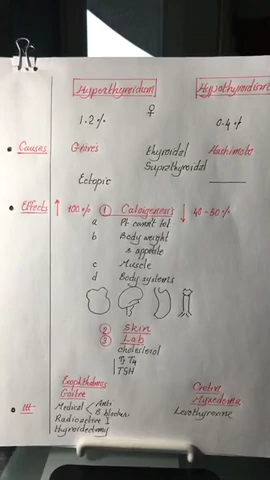 Hyperthyroidism Hypothyroidism
♀
1.2% 0.4%
Causes Graves thyroidal Hashimoto
Suprathyroidal
Ectopic
Effects ↑ 100% ① Calorigenesis ↓ 40-50%
a Pt cannot tol
b Body weight
& appetite
c Muscle
d Body systems
② Skin
③ Lab
cholesterol
T3 T4
TSH
Exophthalmos Cretin
Goitre Myxedema
ttt Medical < Anti Levothyroxine
B blocker
Radioactive I
thyroidectomy